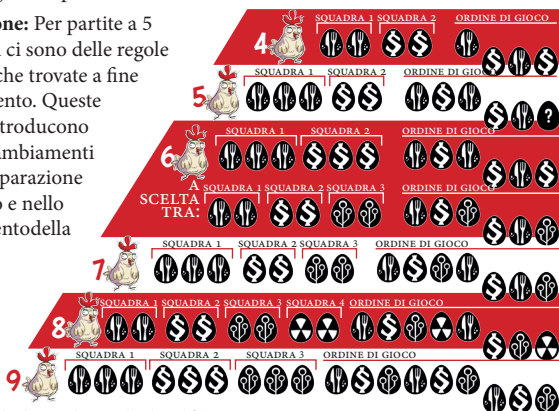 one: Per partite a 5
ci sono delle regole
che trovate a fine
ento. Queste
troducono
mbiamenti
parazione
o e nello
entodella
4 SQUADRA 1 SQUADRA 2 ORDINE DI GIOCO
5 SQUADRA 1 SQUADRA 2 ORDINE DI GIOCO
?
6 SQUADRA 1 SQUADRA 2 ORDINE DI GIOCO
A
SCELTA
TRA:
SQUADRA 1 SQUADRA 2 SQUADRA 3 ORDINE DI GIOCO
7 SQUADRA 1 SQUADRA 2 SQUADRA 3 ORDINE DI GIOCO
8 SQUADRA 1 SQUADRA 2 SQUADRA 3 SQUADRA 4 ORDINE DI GIOCO
9 SQUADRA 1 SQUADRA 2 SQUADRA 3 ORDINE DI GIOCO